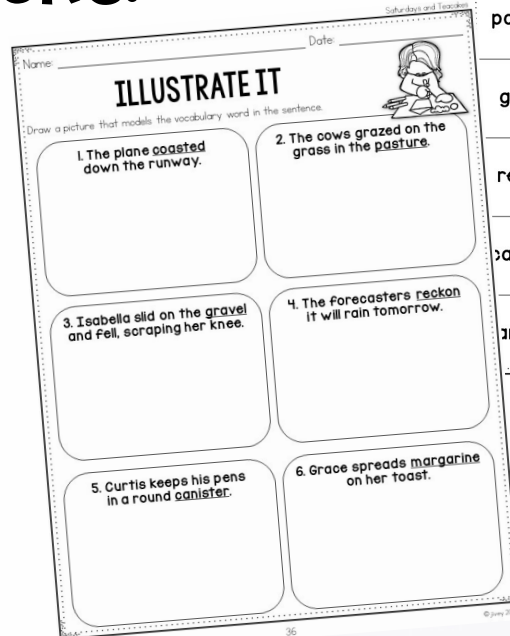 Saturdays and Teacakes
Name:
Date:
ILLUSTRATE IT
Draw a picture that models the vocabulary word in the sentence.
1. The plane coasted
down the runway.
2. The cows grazed on the
grass in the pasture.
3. Isabella slid on the gravel
and fell, scraping her knee.
4. The forecasters reckon
it will rain tomorrow.
5. Curtis keeps his pens
in a round canister.
6. Grace spreads margarine
on her toast.
36